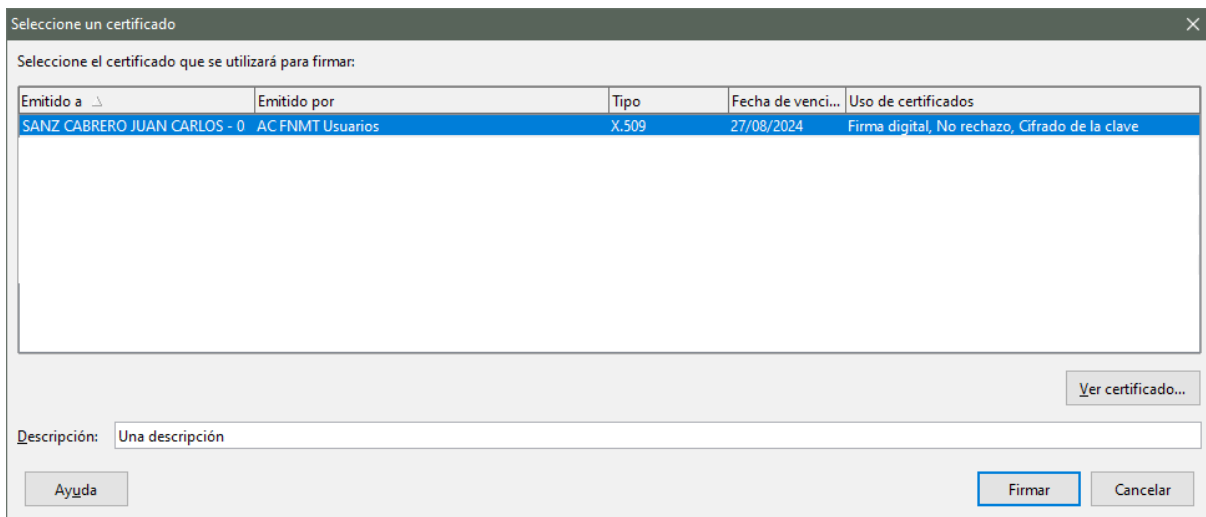 Seleccione un certificado
Seleccione el certificado que se utilizará para firmar:
Emitido a Emitido por Tipo Fecha de venci... Uso de certificados
SANZ CABRERO JUAN CARLOS - 0 AC FNMT Usuarios X.509 27/08/2024 Firma digital, No rechazo, Cifrado de la clave
Ver certificado...
Descripción: Una descripción
Ayuda Firmar Cancelar